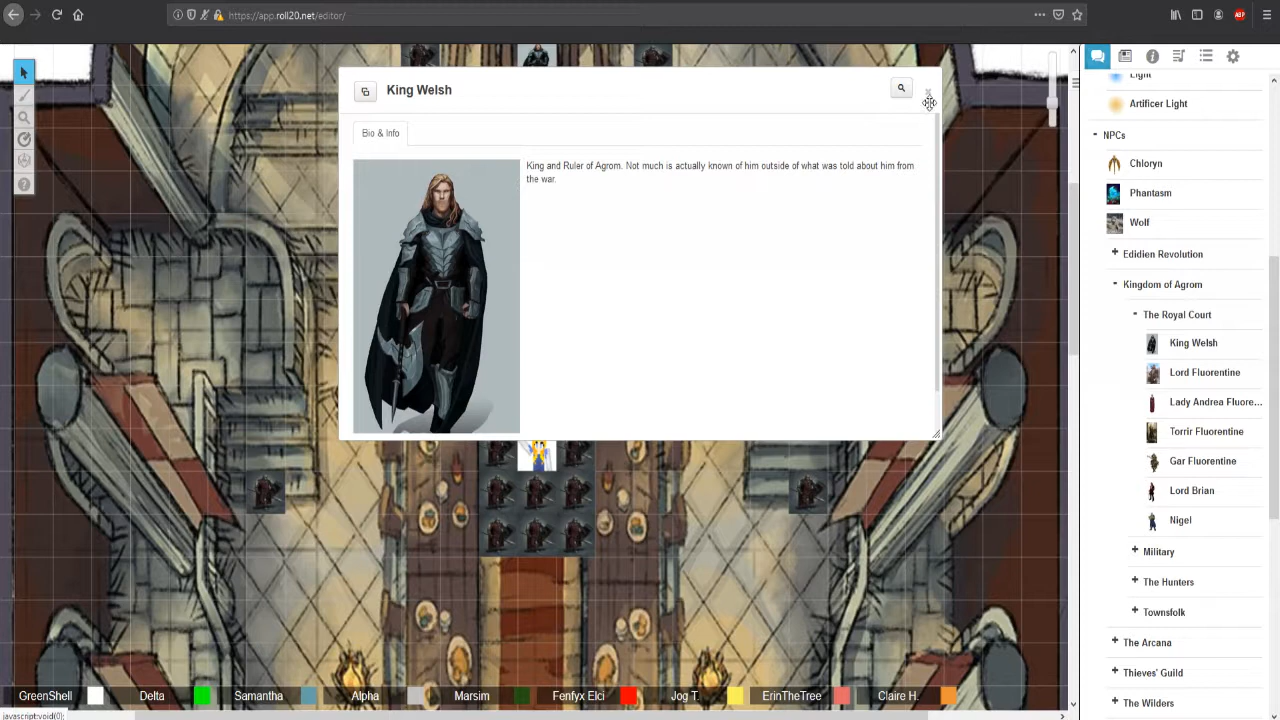 https://app.roll20.net/editor/
ABP
King Welsh
Bio & Info
King and Ruler of Agrom. Not much is actually known of him outside of what was told about him from
the war.
Light
Artificer Light
NPCs
Chloryn
Phantasm
Wolf
Edidien Revolution
Kingdom of Agrom
The Royal Court
King Welsh
Lord Fluorentine
Lady Andrea Fluore...
Torrir Fluorentine
Gar Fluorentine
Lord Brian
Nigel
Military
The Hunters
Townsfolk
The Arcana
Thieves' Guild
The Wilders
GreenShell
Delta
Samantha
Alpha
Marsim
Fenfyx Elci
Jog T.
ErinTheTree
Claire H.
javascript:void(0);